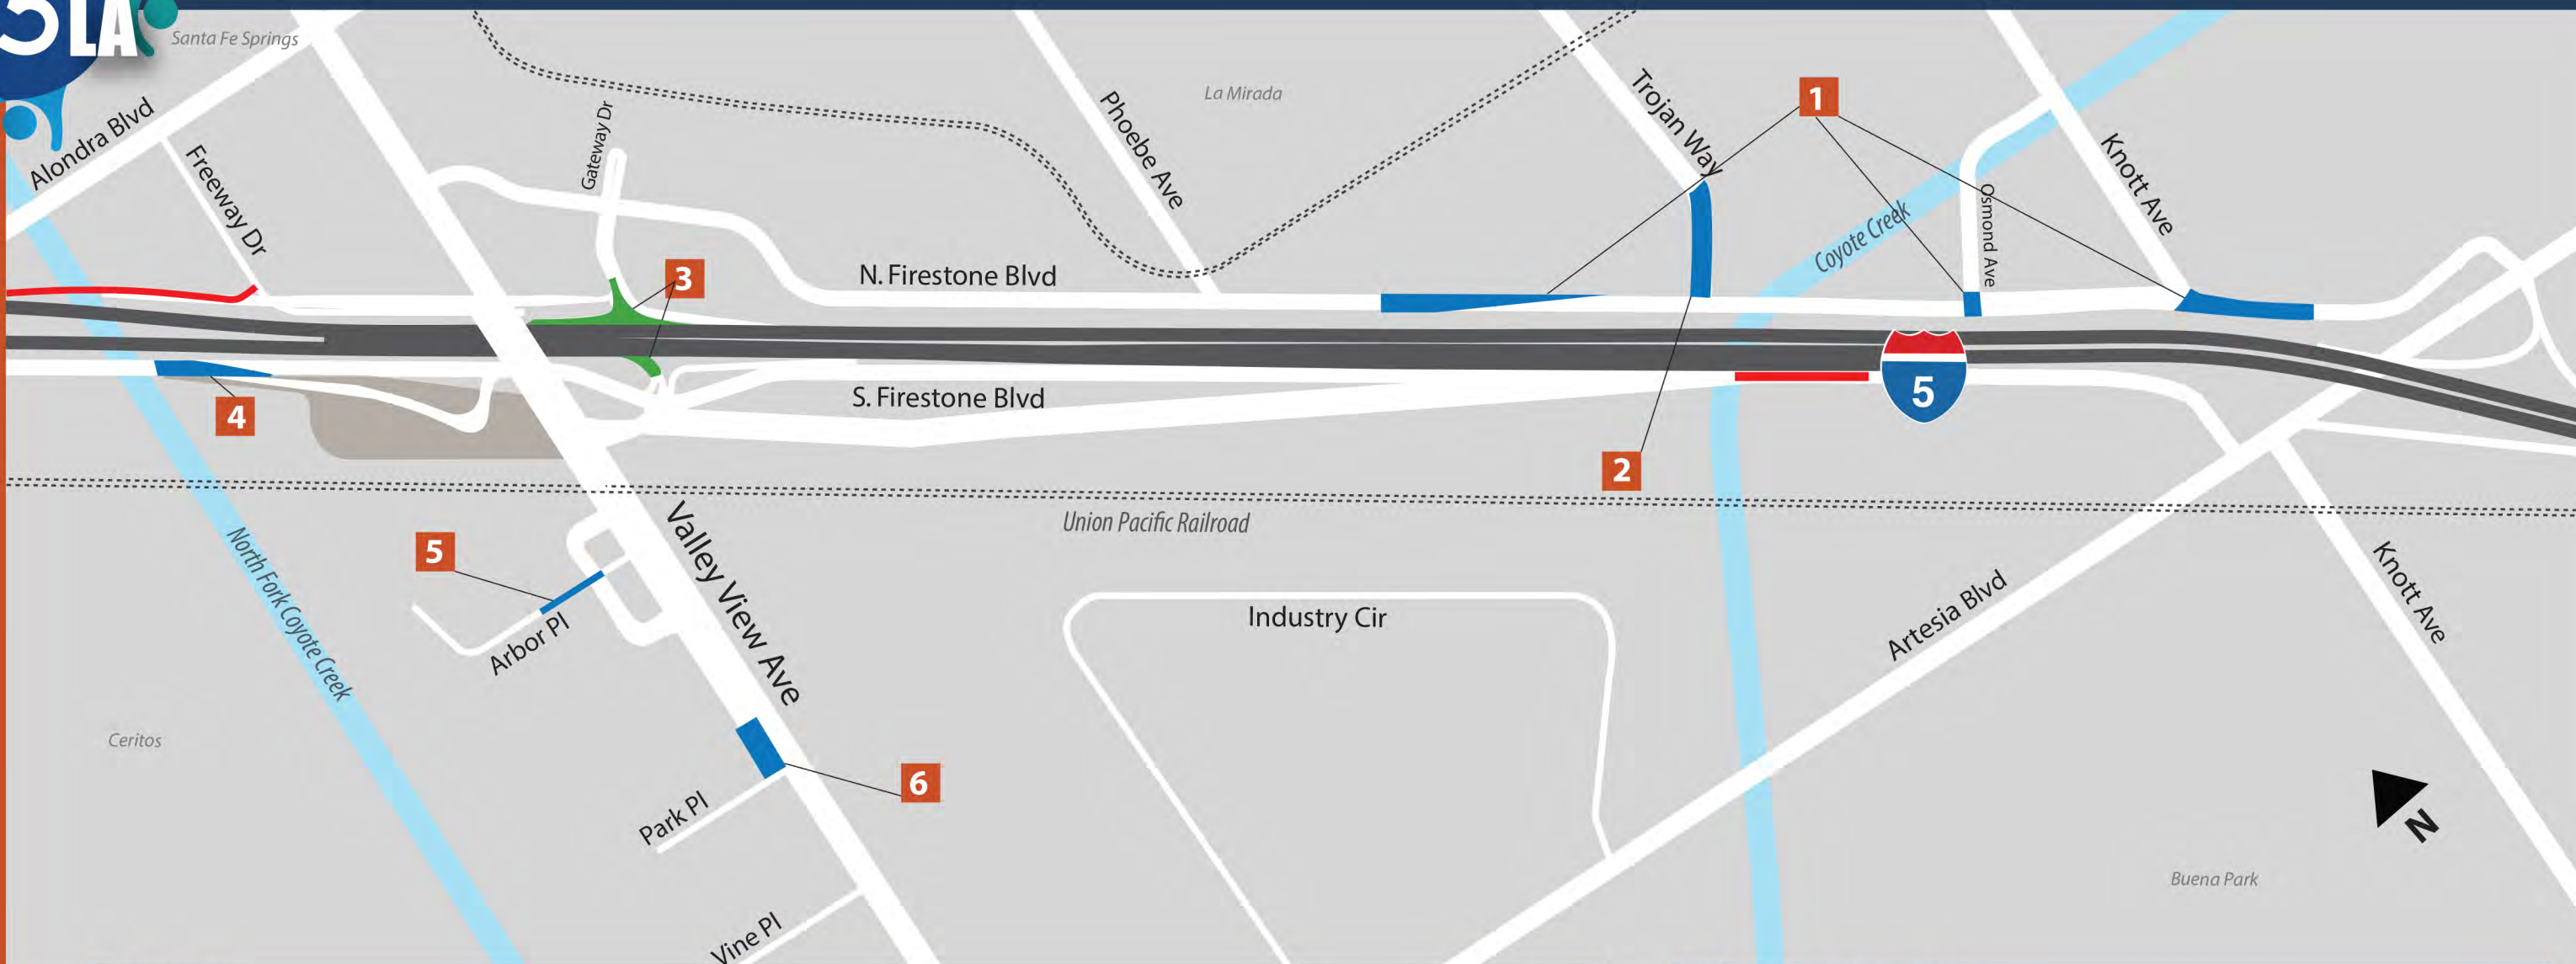 5LA
Santa Fe Springs
Alondra Blvd
Freeway Dr
Gateway Dr
Phoebe Ave
La Mirada
Trojan Way
1
Coyote Creek
Osmond Ave
Knott Ave
3
N. Firestone Blvd
4
S. Firestone Blvd
5
2
Union Pacific Railroad
North Fork Coyote Creek
5
Valley View Ave
Arbor Pl
Industry Cir
Artesia Blvd
Knott Ave
Ceritos
6
Park Pl
N
Buena Park
Vine Pl